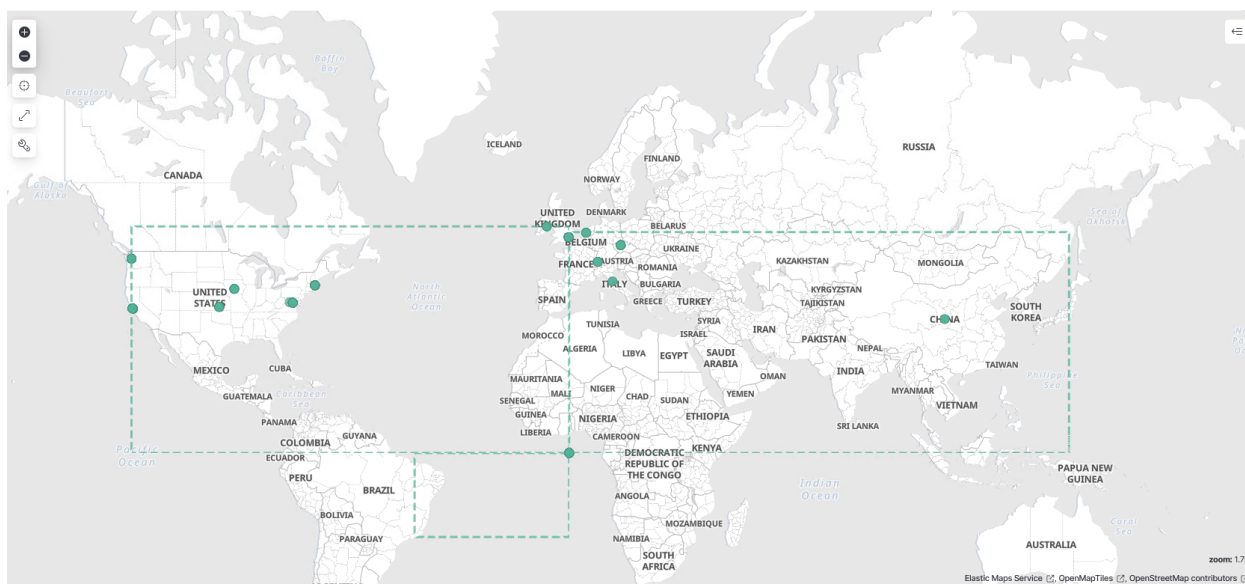 Baffin
Bay
Beaufort
Sea
ICELAND
RUSSIA
FINLAND
CANADA
NORWAY
Gulf of
Alaska
UNITED
KINGDOM
DENMARK
Sea of
Okhotsk
BELARUS
BELGIUM
UKRAINE
FRANCE
AUSTRIA
ROMANIA
KAZAKHSTAN
MONGOLIA
ITALY
BULGARIA
KYRGYZSTAN
North
Atlantic
Ocean
UNITED
STATES
SPAIN
GREECE
TURKEY
TAJIKISTAN
SOUTH
KOREA
CHINA
SYRIA
TUNISIA
IRAN
MOROCCO
ISRAEL
PAKISTAN
ALGERIA
LIBYA
EGYPT
SAUDI
ARABIA
NEPAL
TAIWAN
MEXICO
CUBA
INDIA
OMAN
MAURITANIA
Philippine
Sea
GUATEMALA
Caribbean
Sea
SENEGAL
MALI
NIGER
CHAD
SUDAN
YEMEN
MYANMAR
VIETNAM
GUINEA
NIGERIA
ETHIOPIA
PANAMA
LIBERIA
SRI LANKA
COLOMBIA
GUYANA
CAMEROON
KENYA
Pacific
Ocean
ECUADOR
DEMOCRATIC
REPUBLIC OF
THE CONGO
PAPUA NEW
GUINEA
PERU
BRAZIL
Indian
Ocean
ANGOLA
BOLIVIA
MOZAMBIQUE
Coral
Sea
PARAGUAY
NAMIBIA
AUSTRALIA
SOUTH
AFRICA
zoom: 1.7
Elastic Maps Service , OpenMapTiles , OpenStreetMap contributors